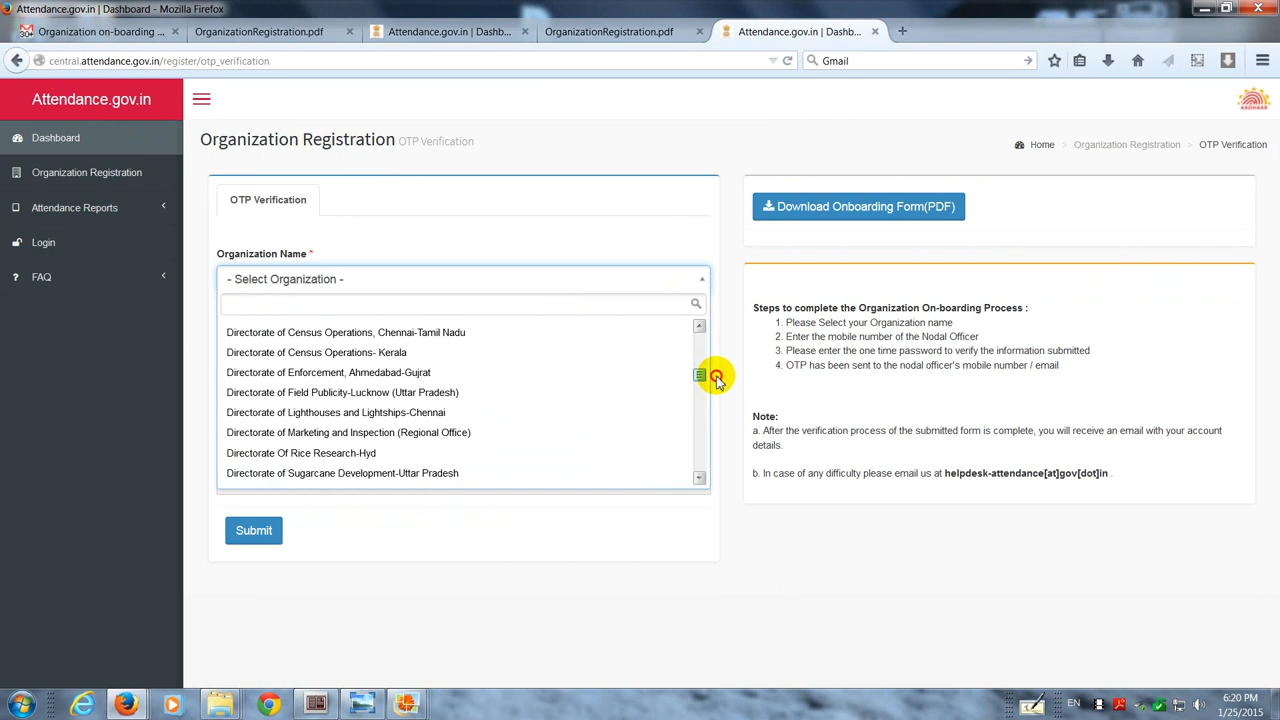 Attendance.gov.in | Dashboard - Mozilla Firefox
Organization on-boarding ...
OrganizationRegistration.pdf
Attendance.gov.in | Dashb...
OrganizationRegistration.pdf
Attendance.gov.in | Dashb...
central.attendance.gov.in/register/otp_verification
Gmail
Attendance.gov.in
AADHAAR
Dashboard
Organization Registration
Attendance Reports
Login
? FAQ
Organization Registration OTP Verification
Home > Organization Registration > OTP Verification
OTP Verification
Organization Name *
- Select Organization -
Directorate of Census Operations, Chennai-Tamil Nadu
Directorate of Census Operations- Kerala
Directorate of Enforcement, Ahmedabad-Gujrat
Directorate of Field Publicity-Lucknow (Uttar Pradesh)
Directorate of Lighthouses and Lightships-Chennai
Directorate of Marketing and Inspection (Regional Office)
Directorate Of Rice Research-Hyd
Directorate of Sugarcane Development-Uttar Pradesh
Submit
Download Onboarding Form(PDF)
Steps to complete the Organization On-boarding Process :
1. Please Select your Organization name
2. Enter the mobile number of the Nodal Officer
3. Please enter the one time password to verify the information submitted
4. OTP has been sent to the nodal officer's mobile number / email
Note:
a. After the verification process of the submitted form is complete, you will receive an email with your account
details.
b. In case of any difficulty please email us at helpdesk-attendance[at]gov[dot]in .
EN
6:20 PM
1/25/2015